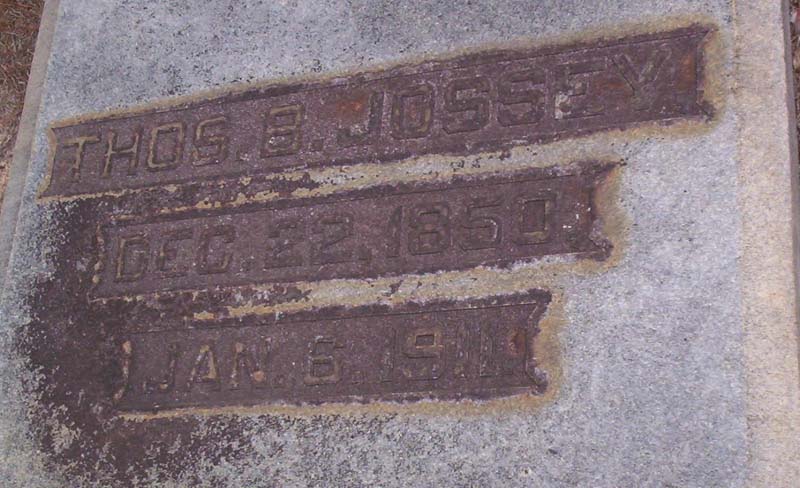 THOS. B. JOSSEY
DEC. 22, 1850
JAN. 6, 1911.